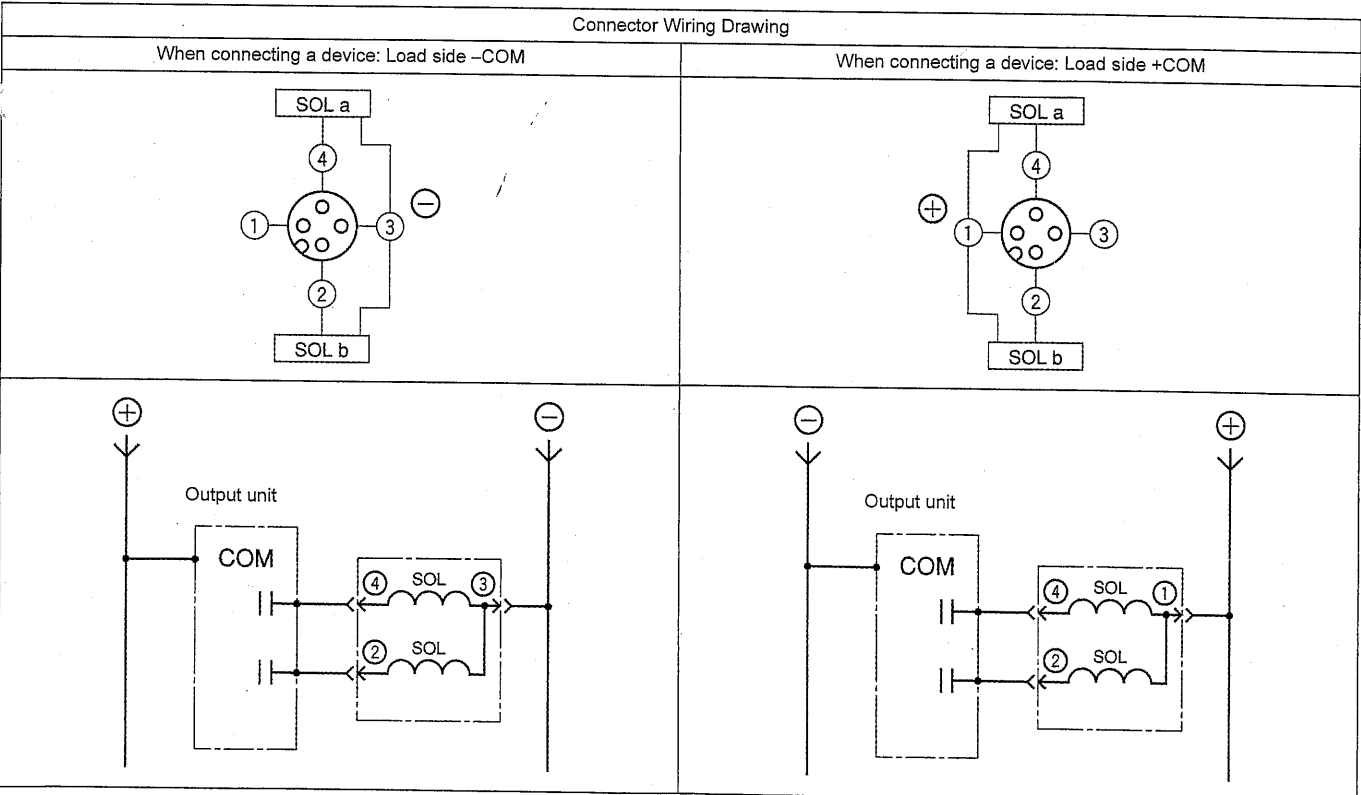 Connector Wiring Drawing
When connecting a device: Load side –COM
When connecting a device: Load side +COM
SOL a
4
1
3
−
2
SOL b
SOL a
4
+
1
3
2
SOL b
+
−
Output unit
COM
4
SOL
3
2
SOL
−
+
Output unit
COM
4
SOL
1
2
SOL